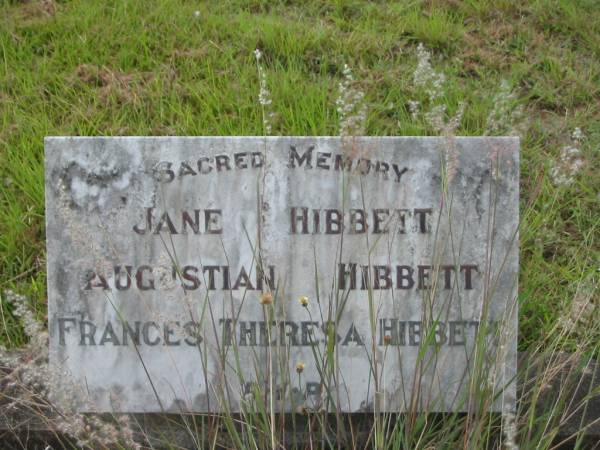 SACRED MEMORY
JANE HIBBETT
AUGUSTIAN HIBBETT
FRANCES THERESA HIBBETT